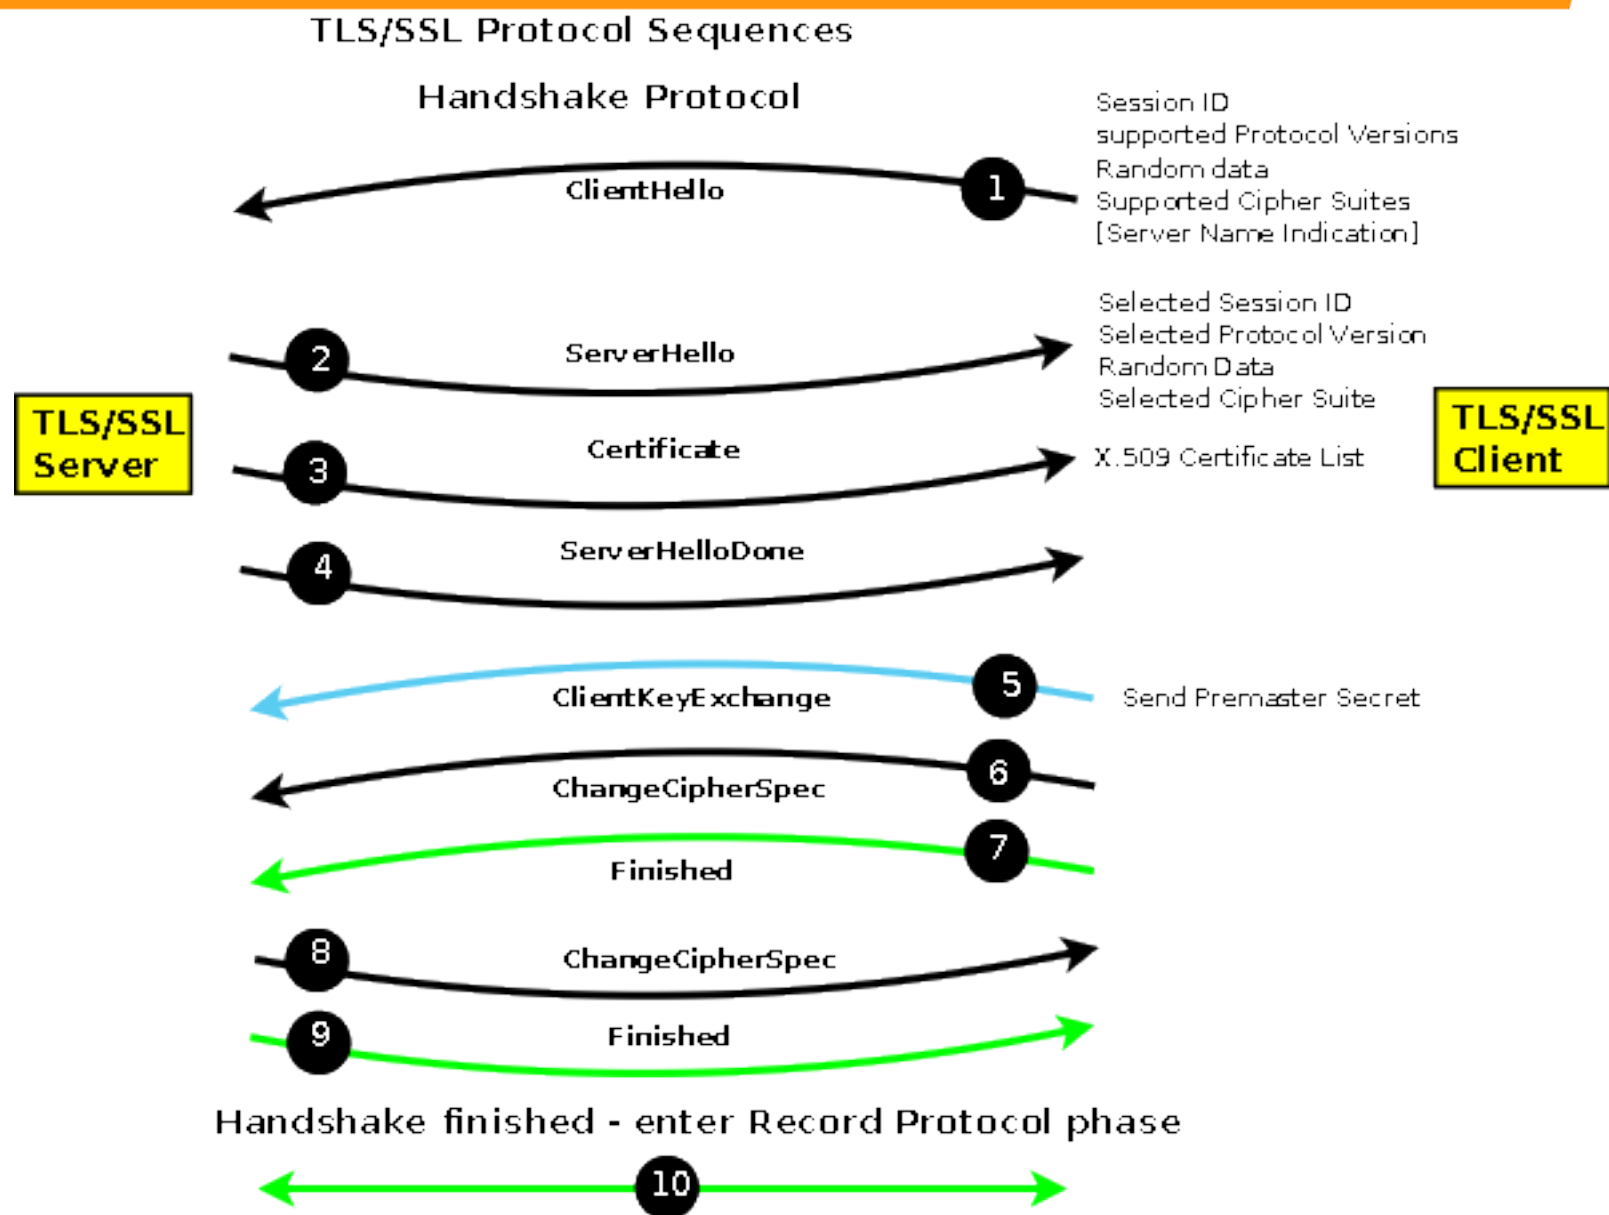 TLS/SSL Protocol Sequences
Handshake Protocol
Session ID
supported Protocol Versions
Random data
Supported Cipher Suites
[Server Name Indication]
1
ClientHello
Selected Session ID
Selected Protocol Version
Random Data
Selected Cipher Suite
2
ServerHello
TLS/SSL
Server
TLS/SSL
Client
3
Certificate
X.509 Certificate List
4
ServerHelloDone
5
ClientKeyExchange
Send Premaster Secret
6
ChangeCipherSpec
7
Finished
8
ChangeCipherSpec
9
Finished
Handshake finished - enter Record Protocol phase
10